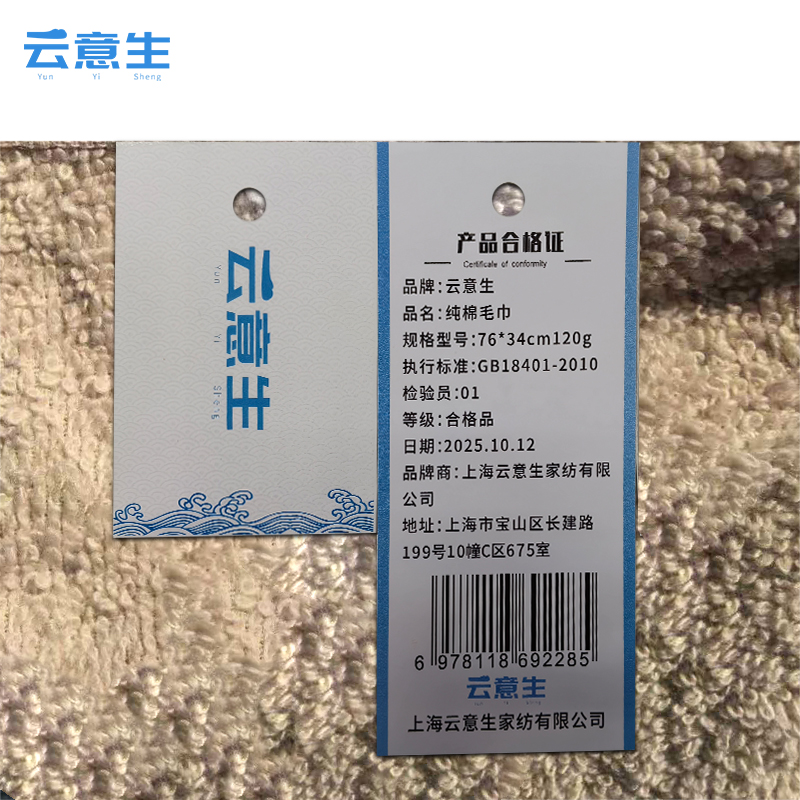 云意生
Yun Yi Sheng
云意生
Yun Yi Sheng
产品合格证
Certificate of conformity
品牌:云意生
品名:纯棉毛巾
规格型号:76*34cm120g
执行标准:GB18401-2010
检验员:01
等级:合格品
日期:2025.10.12
品牌商:上海云意生家纺有限
公司
地址:上海市宝山区长建路
199号10幢C区675室
6 978118 692285
云意生
上海云意生家纺有限公司